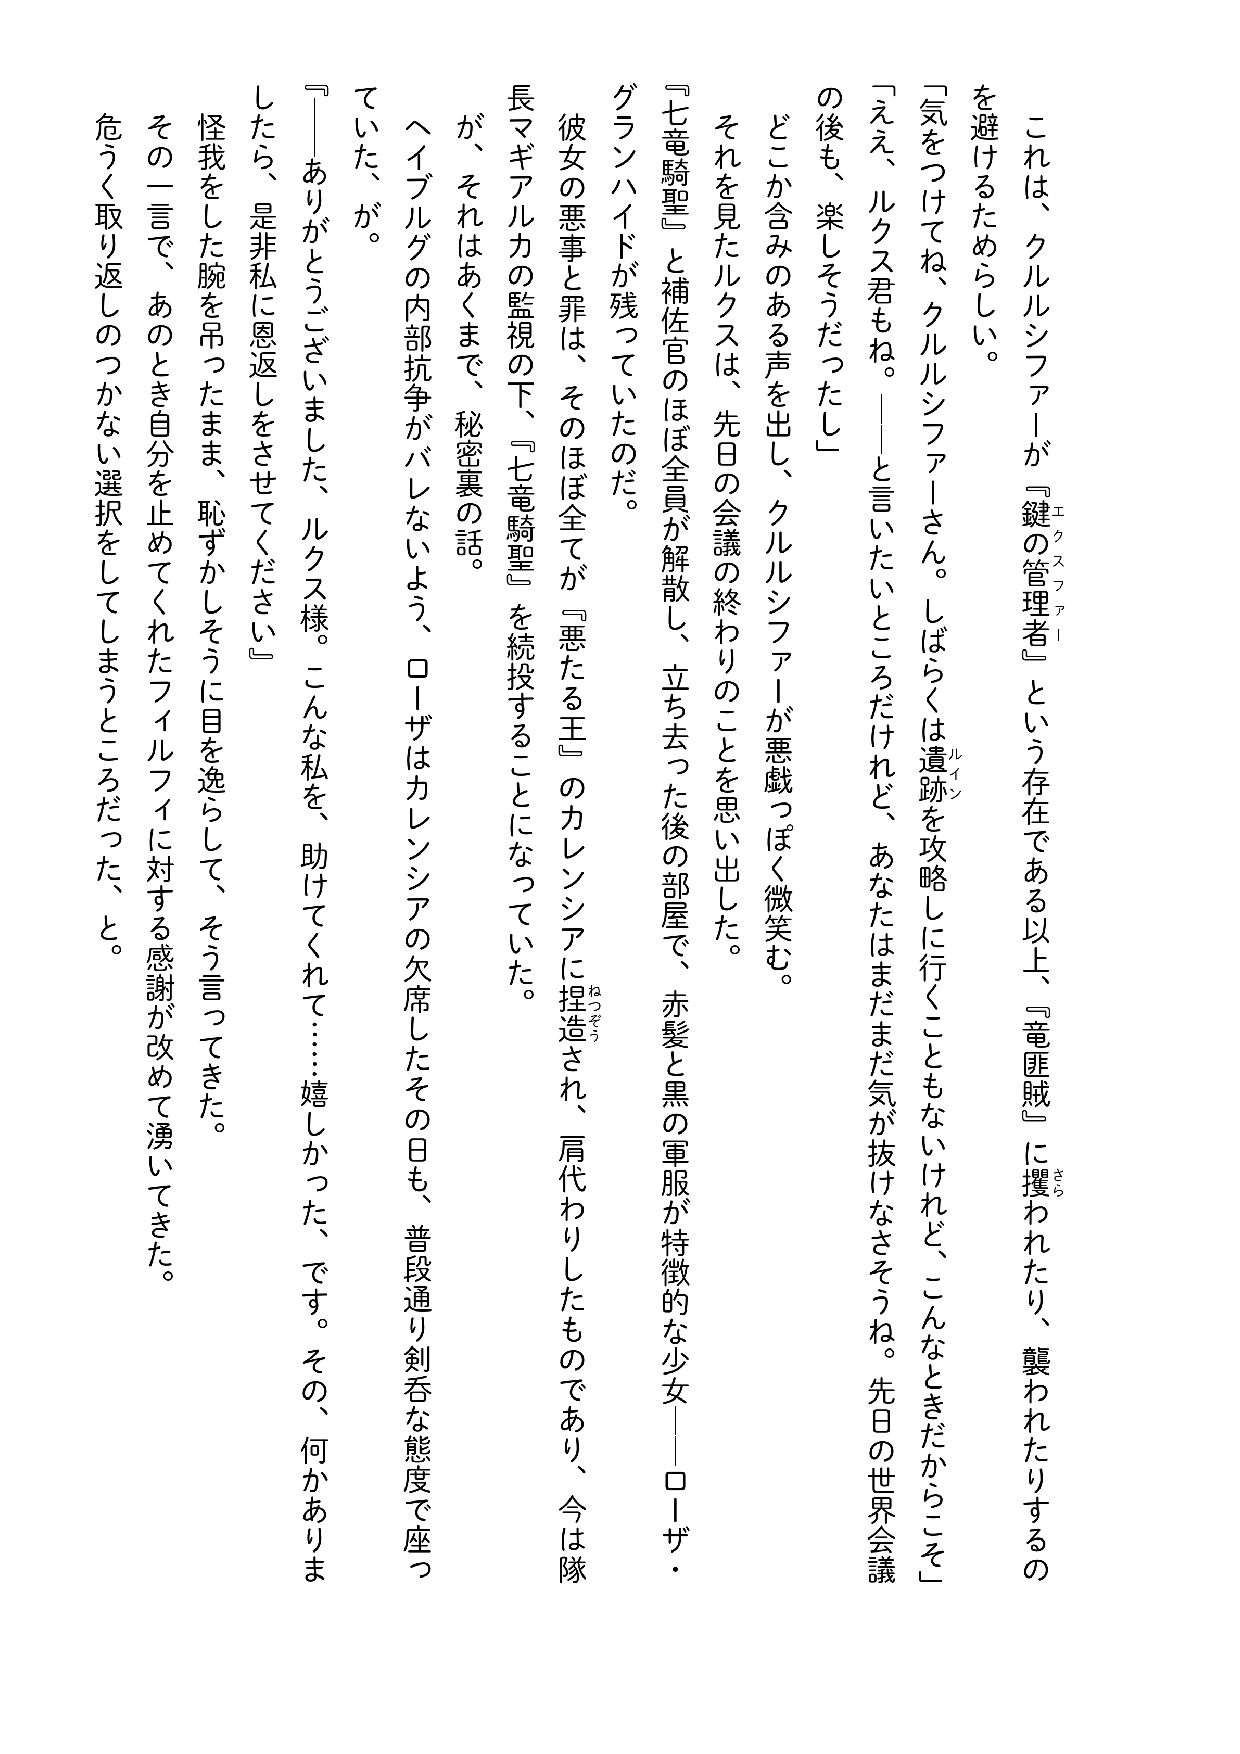 これは、クルルシファーが『鍵の管理者』という存在である以上、『竜匪賊』に攫われたり、襲われたりするの
エクスファー
さら
を避けるためらしい。
「気をつけてね、クルルシファーさん。しばらくは遺跡を攻略しに行くこともないけれど、こんなときだからこそ」
ルイン
「ええ、ルクス君もね。――と言いたいところだけれど、あなたはまだまだ気が抜けなさそうね。先日の世界会議
の後も、楽しそうだったし」
どこか含みのある声を出し、クルルシファーが悪戯っぽく微笑む。
それを見たルクスは、先日の会議の終わりのことを思い出した。
『七竜騎聖』と補佐官のほぼ全員が解散し、立ち去った後の部屋で、赤髪と黒の軍服が特徴的な少女――ローザ・
グランハイドが残っていたのだ。
彼女の悪事と罪は、そのほぼ全てが『悪たる王』のカレンシアに捏造され、肩代わりしたものであり、今は隊
ねつぞう
長マギアルカの監視の下、『七竜騎聖』を続投することになっていた。
が、それはあくまで、秘密裏の話。
ヘイブルグの内部抗争がバレないよう、ローザはカレンシアの欠席したその日も、普段通り剣呑な態度で座っ
ていた、が。
『――ありがとうございました、ルクス様。こんな私を、助けてくれて……嬉しかった、です。その、何かありま
したら、是非私に恩返しをさせてください』
怪我をした腕を吊ったまま、恥ずかしそうに目を逸らして、そう言ってきた。
その一言で、あのとき自分を止めてくれたフィルフィに対する感謝が改めて湧いてきた。
危うく取り返しのつかない選択をしてしまうところだった、と。